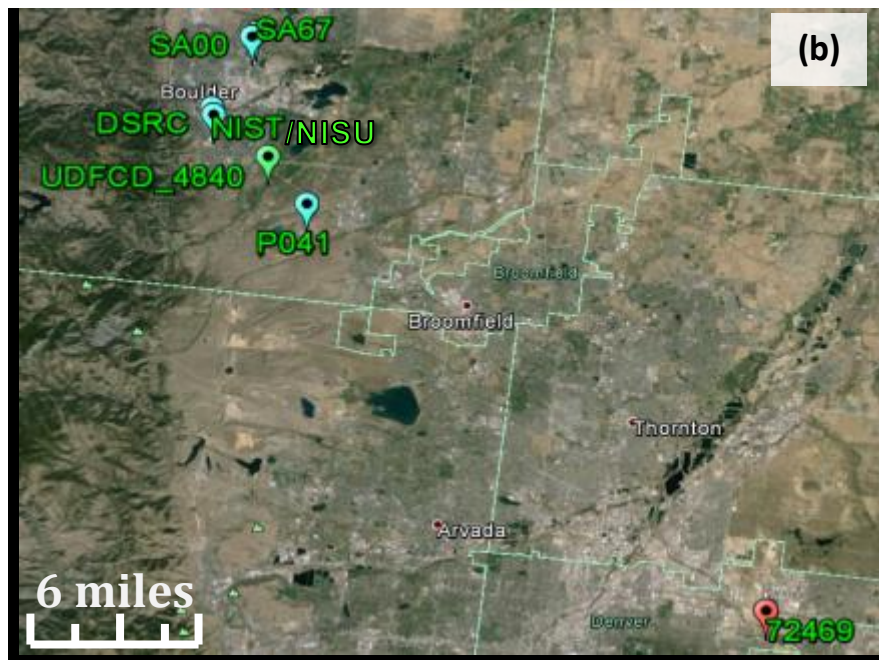 (b)
SA00 SA67
Boulder
DSRC NIST/NISU
UDFCD_4840
P041
Broomfield
Broomfield
Thornton
Arvada
6 miles
Denver
72469